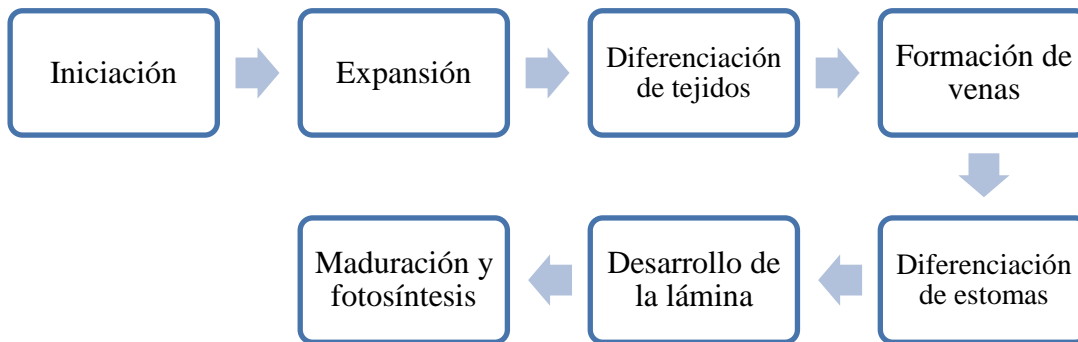 Iniciación
Expansión
Diferenciación
de tejidos
Formación de
venas
Diferenciación
de estomas
Desarrollo de
la lámina
Maduración y
fotosíntesis